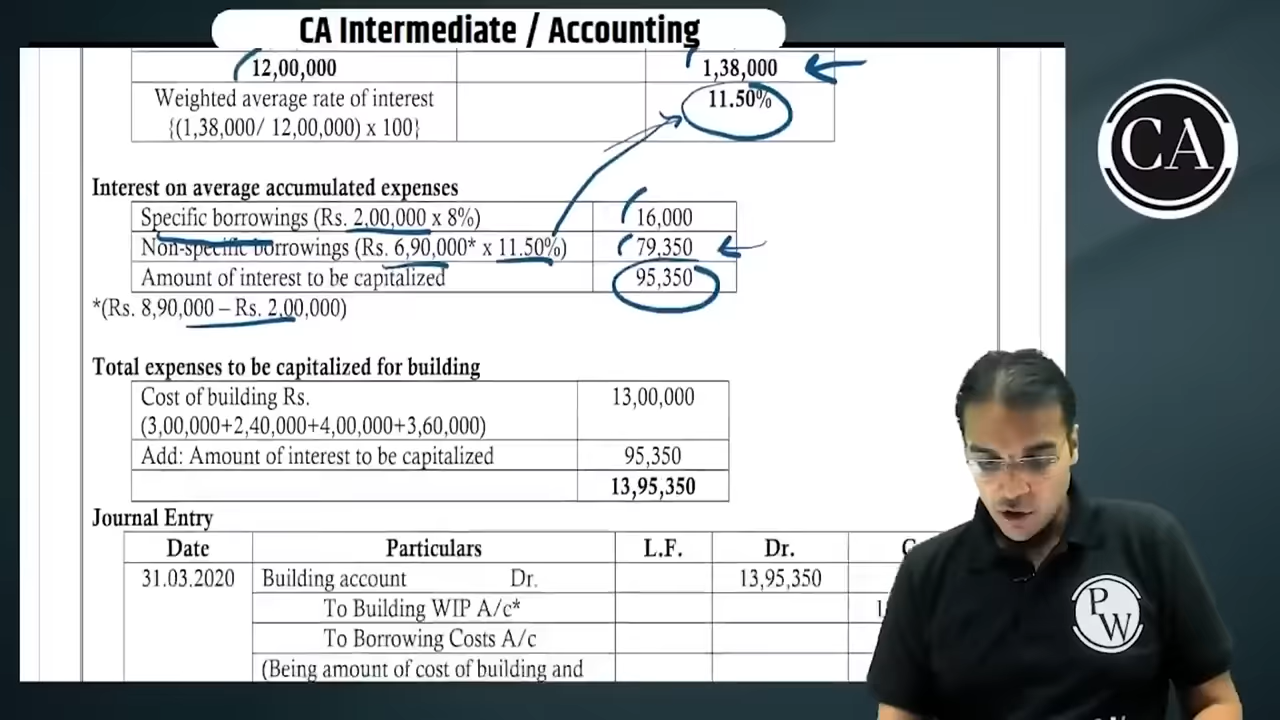 CA Intermediate / Accounting
12,00,000 1,38,000
Weighted average rate of interest 11.50%
{(1,38,000/ 12,00,000) x 100}
CA
Interest on average accumulated expenses
Specific borrowings (Rs. 2,00,000 x 8%) 16,000
Non-specific borrowings (Rs. 6,90,000* x 11.50%) 79,350
Amount of interest to be capitalized 95,350
*(Rs. 8,90,000 – Rs. 2,00,000)
Total expenses to be capitalized for building
Cost of building Rs. 13,00,000
(3,00,000+2,40,000+4,00,000+3,60,000)
Add: Amount of interest to be capitalized 95,350
13,95,350
Journal Entry
Date Particulars L.F. Dr.
31.03.2020 Building account Dr. 13,95,350
To Building WIP A/c*
To Borrowing Costs A/c
(Being amount of cost of building and
PW